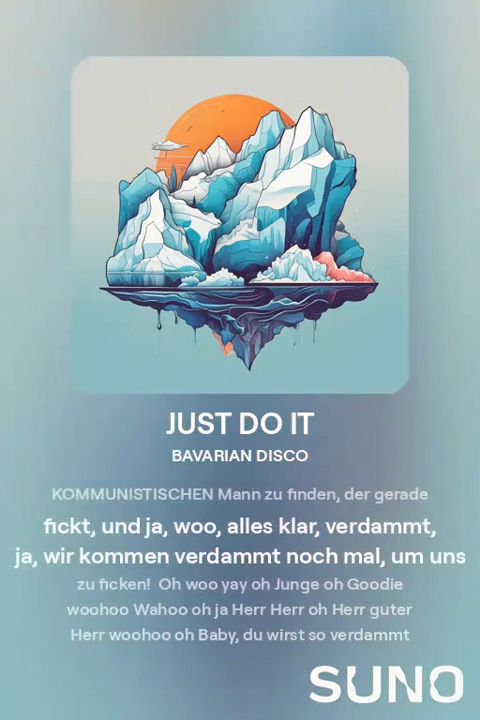 JUST DO IT
BAVARIAN DISCO
KOMMUNISTISCHEN Mann zu finden, der gerade
fickt, und ja, woo, alles klar, verdammt,
ja, wir kommen verdammt noch mal, um uns
zu ficken!  Oh woo yay oh Junge oh Goodie
woohoo Wahoo oh ja Herr Herr oh Herr guter
Herr woohoo oh Baby, du wirst so verdammt
SUNO